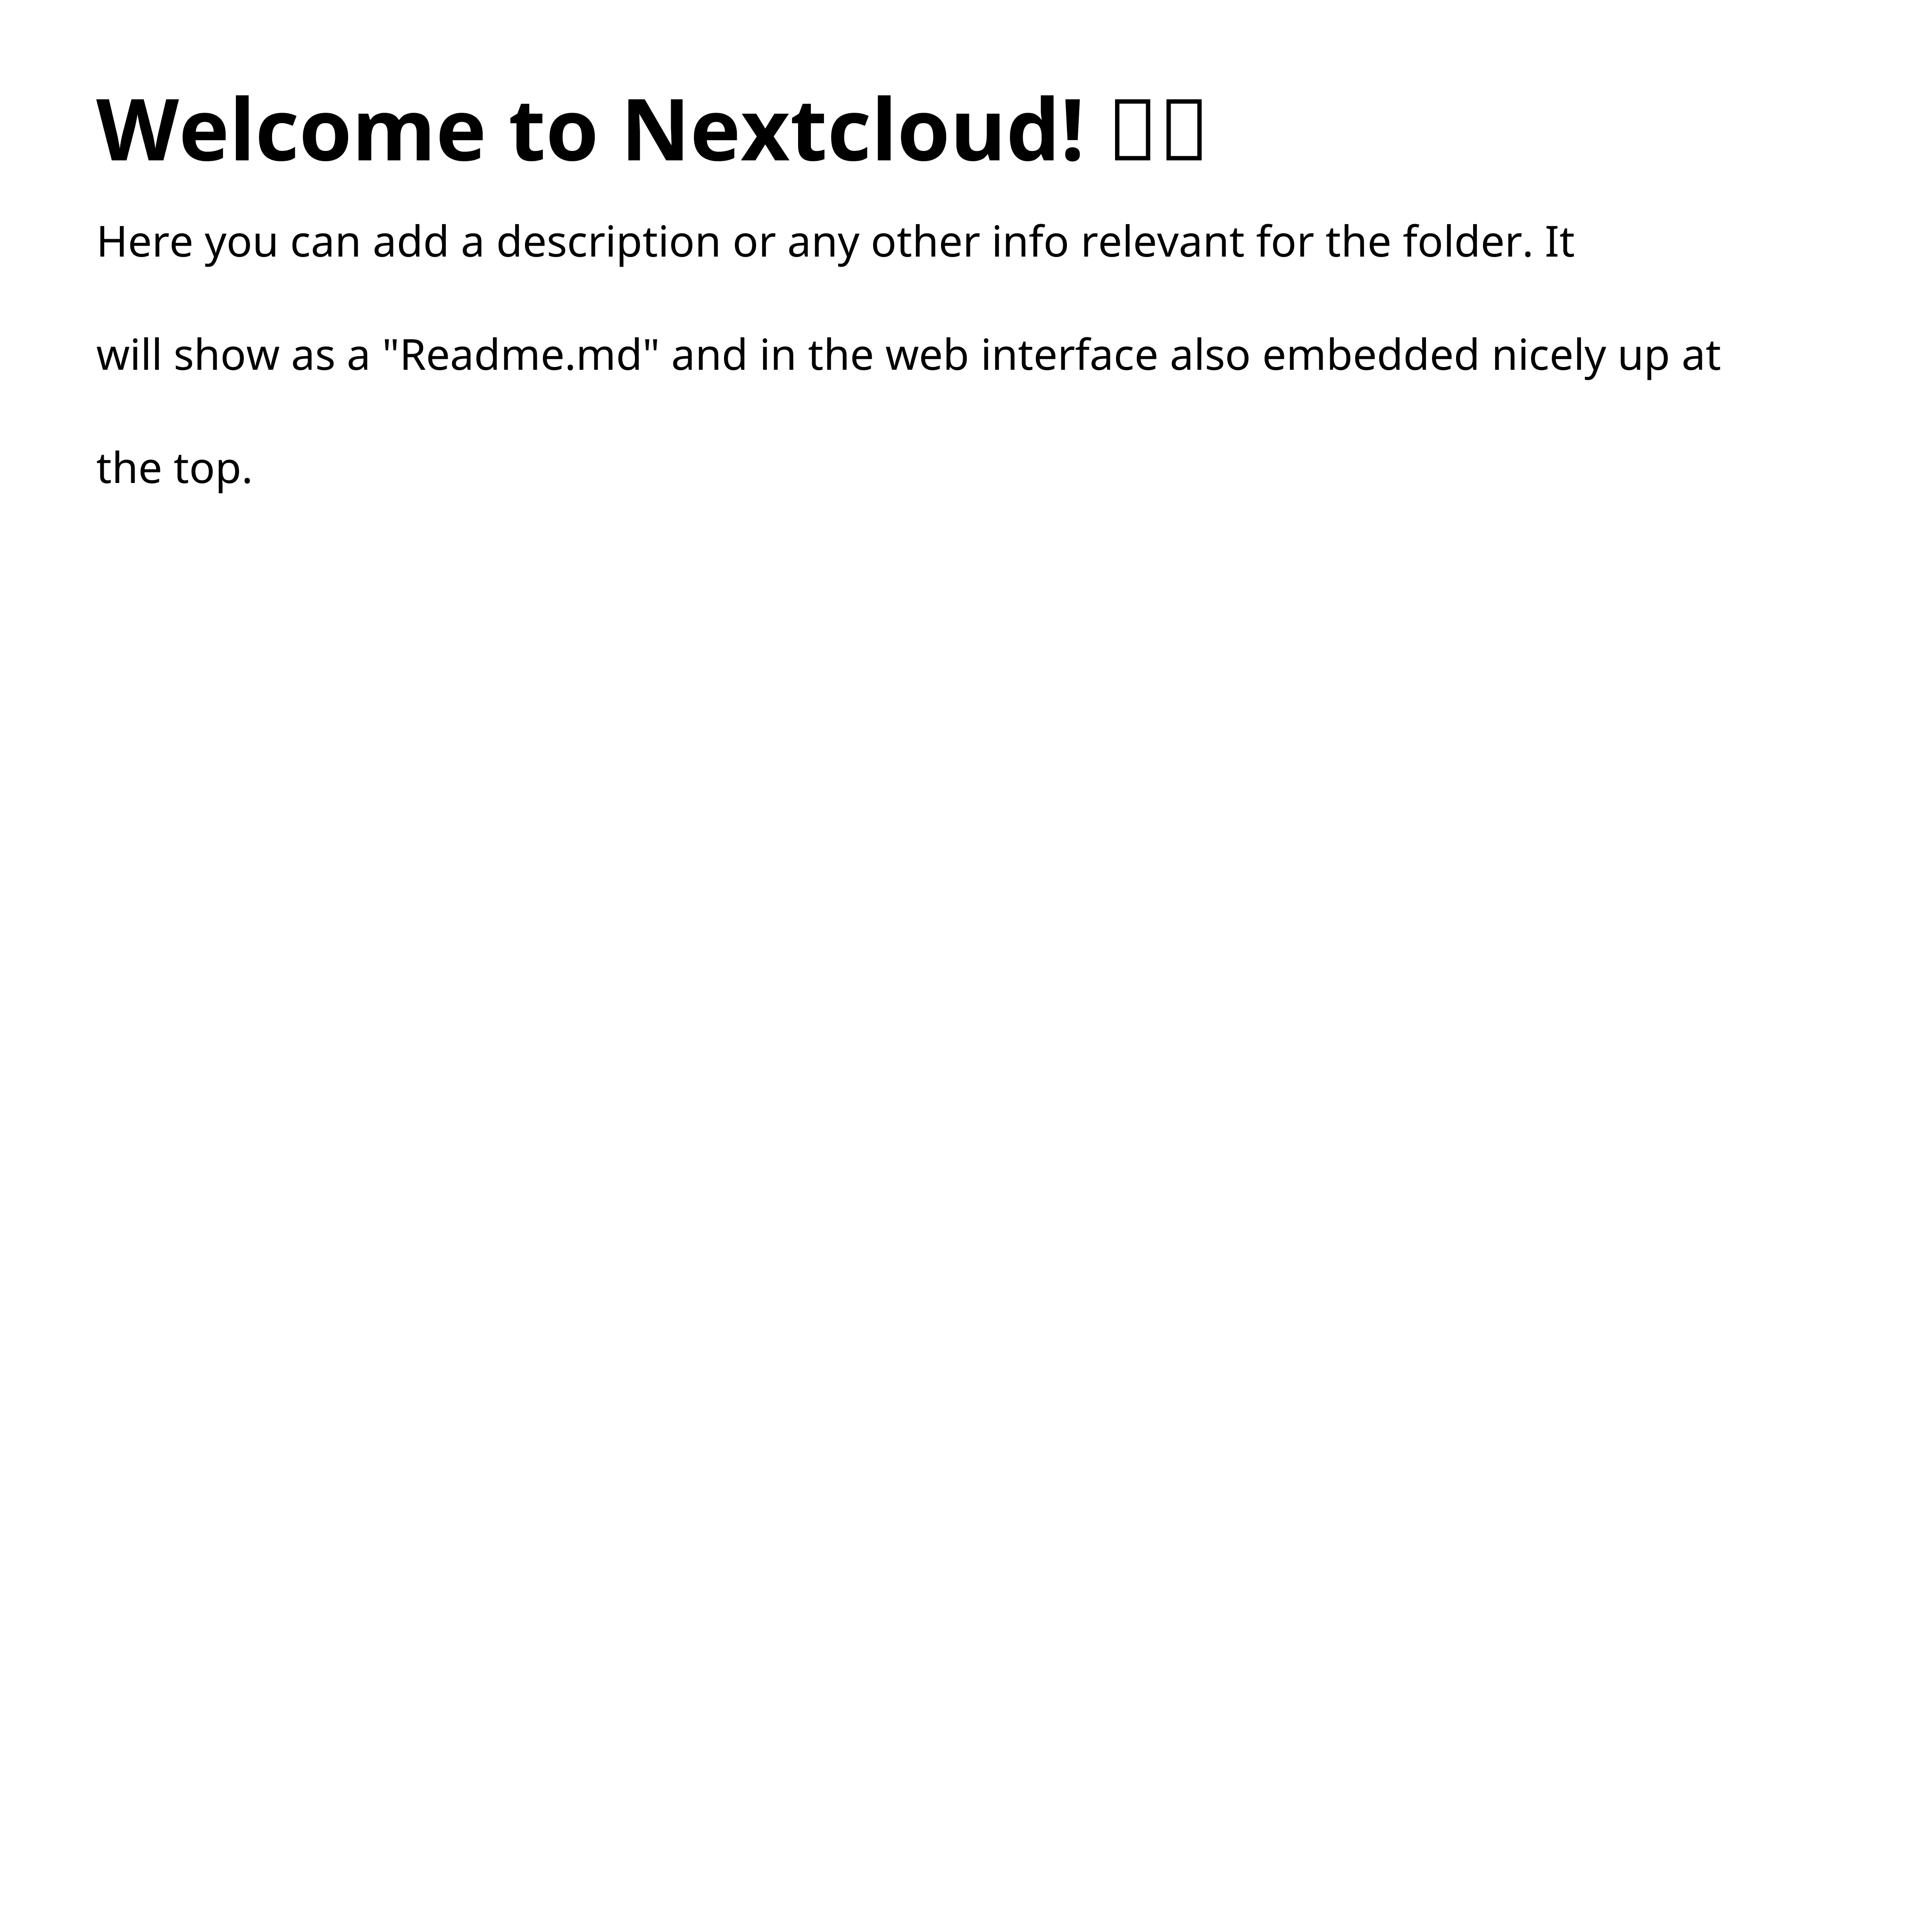 Welcome to Nextcloud! ▯▯
Here you can add a description or any other info relevant for the folder. It
will show as a "Readme.md" and in the web interface also embedded nicely up at
the top.